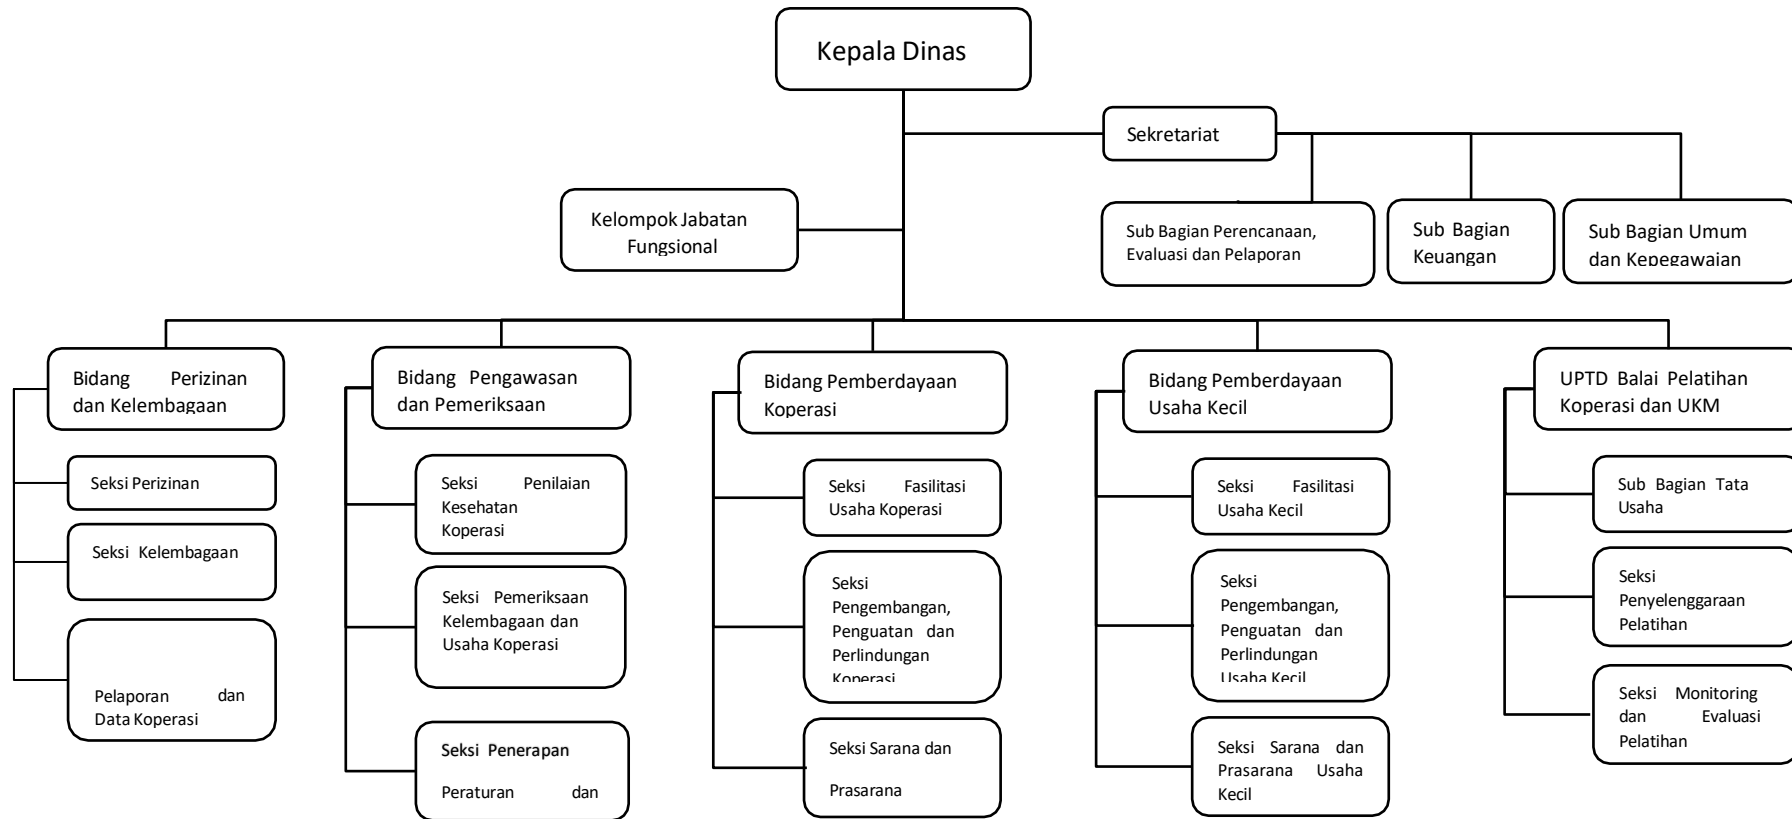 Kepala Dinas
Sekretariat
Kelompok Jabatan
Fungsional
Sub Bagian Perencanaan,
Evaluasi dan Pelaporan
Sub Bagian
Keuangan
Sub Bagian Umum
dan Kepegawaian
Bidang Perizinan
dan Kelembagaan
Bidang Pengawasan
dan Pemeriksaan
Bidang Pemberdayaan
Koperasi
Bidang Pemberdayaan
Usaha Kecil
UPTD Balai Pelatihan
Koperasi dan UKM
Seksi Perizinan
Seksi Kelembagaan
Pelaporan dan
Data Koperasi
Seksi Penilaian
Kesehatan
Koperasi
Seksi Pemeriksaan
Kelembagaan dan
Usaha Koperasi
Seksi Penerapan
Peraturan dan
Seksi Fasilitasi
Usaha Koperasi
Seksi
Pengembangan,
Penguatan dan
Perlindungan
Koperasi
Seksi Sarana dan
Prasarana
Seksi Fasilitasi
Usaha Kecil
Seksi
Pengembangan,
Penguatan dan
Perlindungan
Usaha Kecil
Seksi Sarana dan
Prasarana Usaha
Kecil
Sub Bagian Tata
Usaha
Seksi
Penyelenggaraan
Pelatihan
Seksi Monitoring
dan Evaluasi
Pelatihan